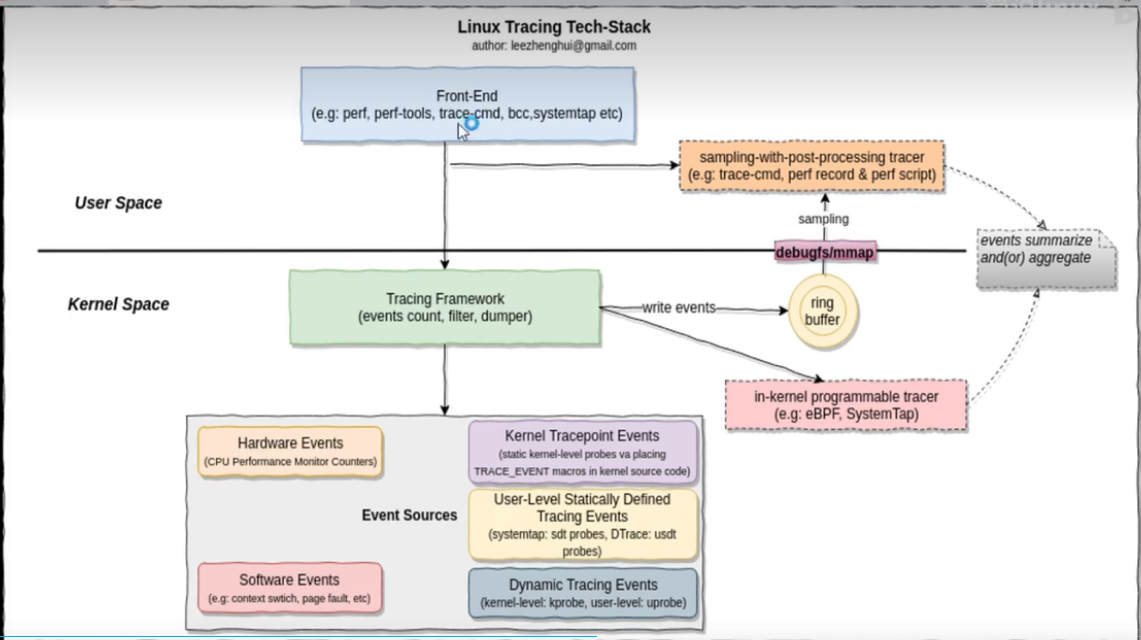 Linux Tracing Tech-Stack
author: leezhenghui@gmail.com
Front-End
(e.g: perf, perf-tools, trace-cmd, bcc,systemtap etc)
sampling-with-post-processing tracer
(e.g: trace-cmd, perf record & perf script)
User Space
sampling
debugfs/mmap
events summarize
and(or) aggregate
Kernel Space
Tracing Framework
(events count, filter, dumper)
write events
ring
buffer
in-kernel programmable tracer
(e.g: eBPF, SystemTap)
Hardware Events
(CPU Performance Monitor Counters)
Kernel Tracepoint Events
(static kernel-level probes va placing
TRACE_EVENT macros in kernel source code)
Event Sources
User-Level Statically Defined
Tracing Events
(systemtap: sdt probes, DTrace: usdt
probes)
Software Events
(e.g: context swtich, page fault, etc)
Dynamic Tracing Events
(kernel-level: kprobe, user-level: uprobe)